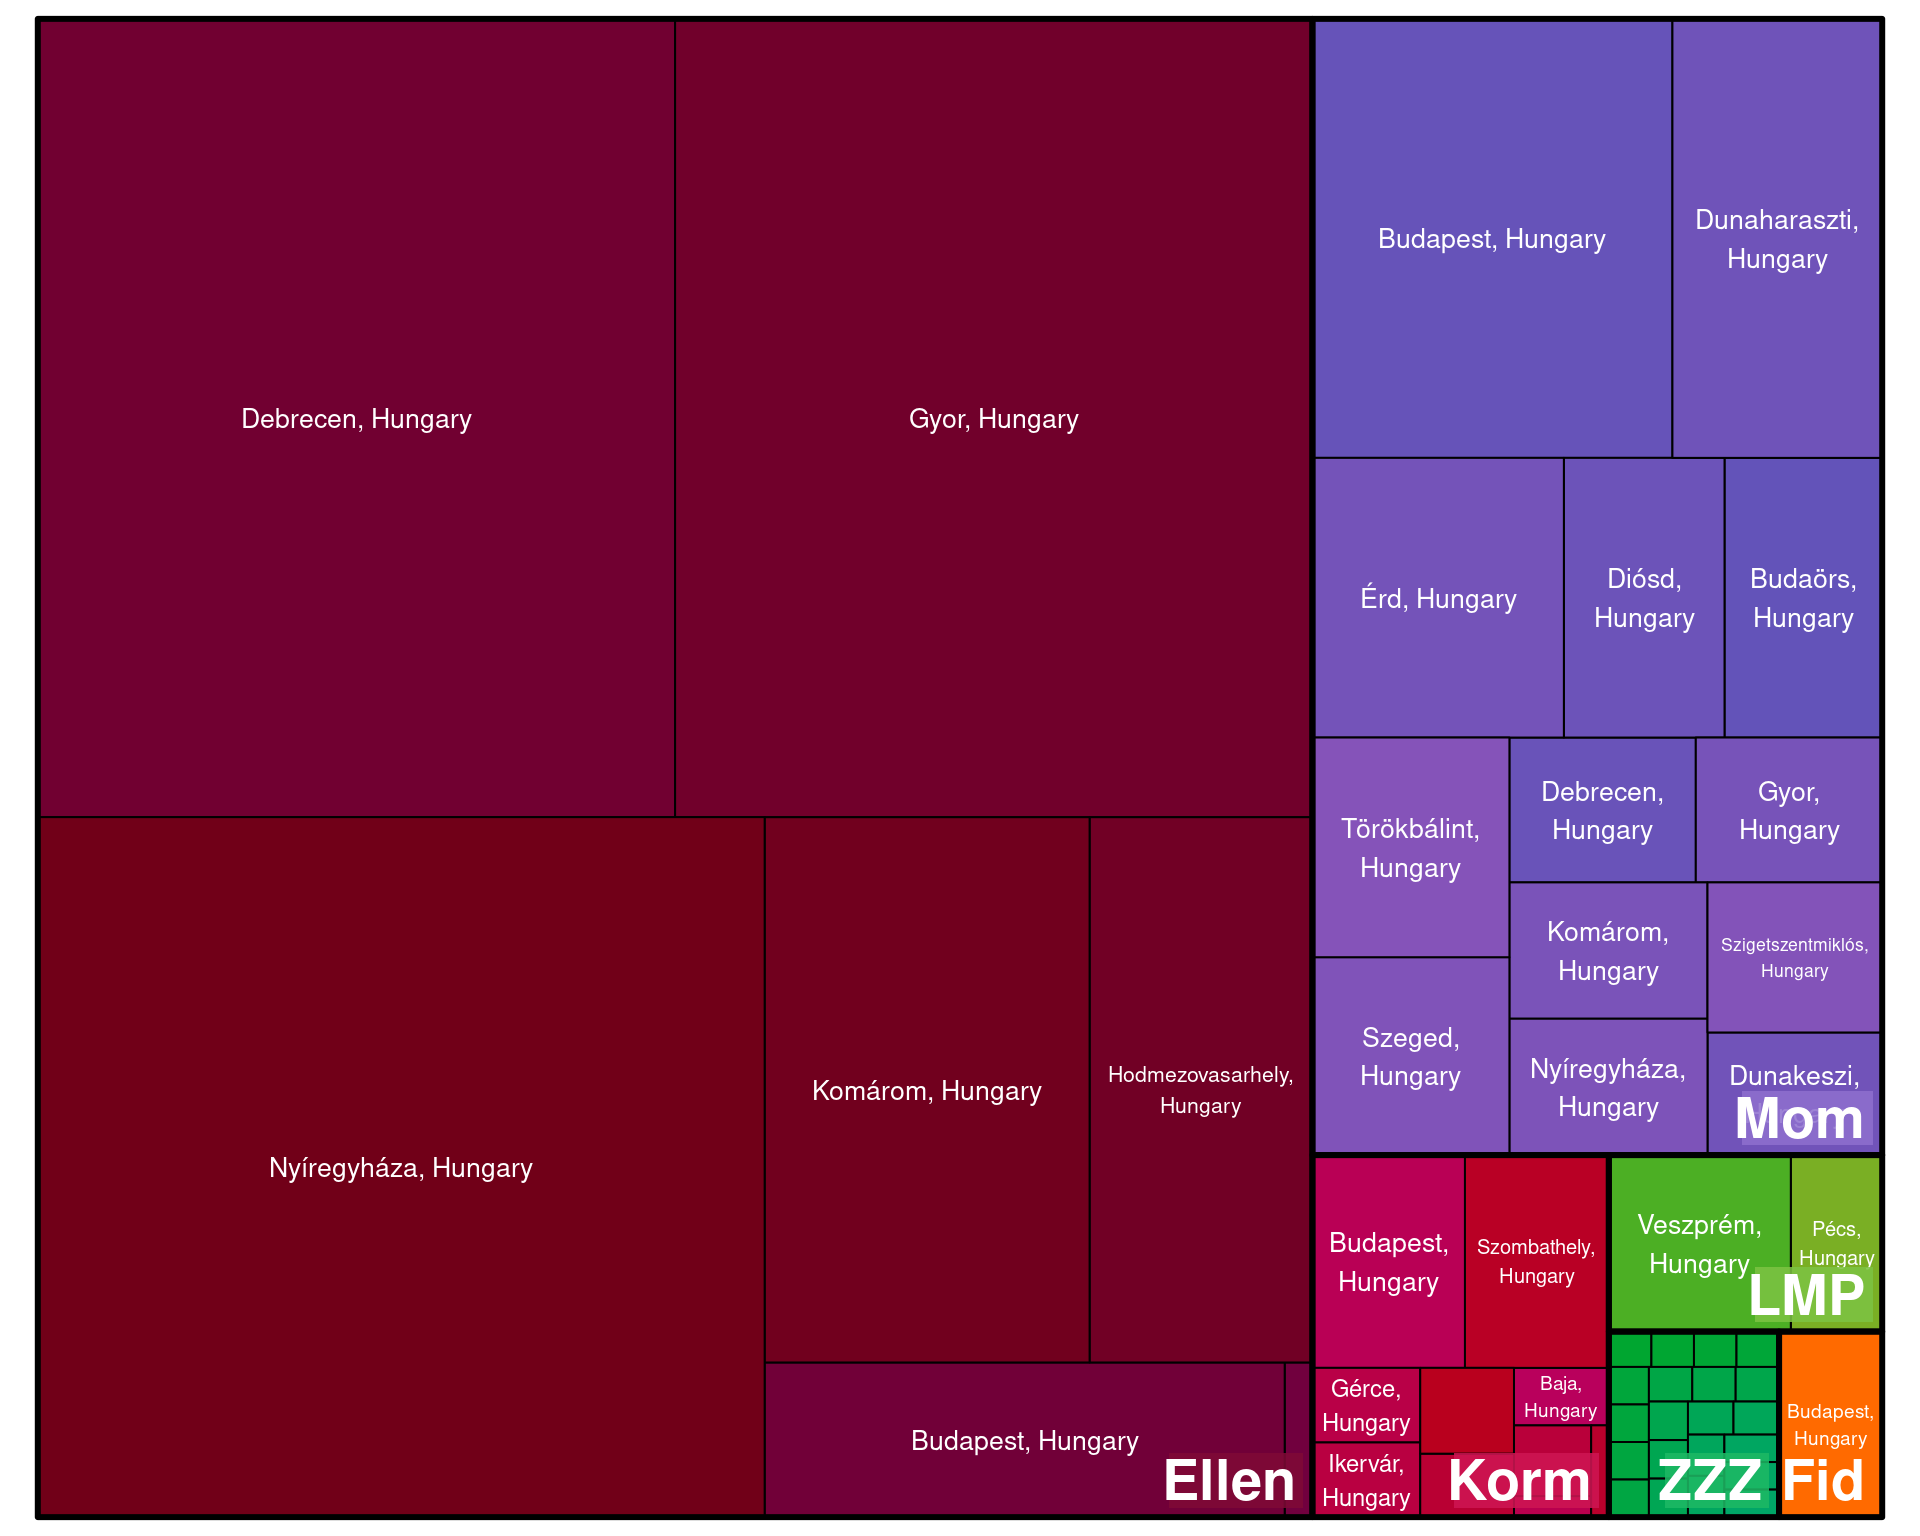 Debrecen, Hungary
Gyor, Hungary
Nyíregyháza, Hungary
Komárom, Hungary
Hodmezovasarhely,
Hungary
Budapest, Hungary
Ellen
Budapest, Hungary
Dunaharaszti,
Hungary
Érd, Hungary
Diósd,
Hungary
Budaörs,
Hungary
Törökbálint,
Hungary
Debrecen,
Hungary
Gyor,
Hungary
Szeged,
Hungary
Komárom,
Hungary
Szigetszentmiklós,
Hungary
Nyíregyháza,
Hungary
Dunakeszi,
Mom
Budapest,
Hungary
Szombathely,
Hungary
Gérce,
Hungary
Ikervár,
Hungary
Baja,
Hungary
Korm
Veszprém,
Hungary
Pécs,
Hungary
LMP
ZZZ
Budapest,
Hungary
Fid